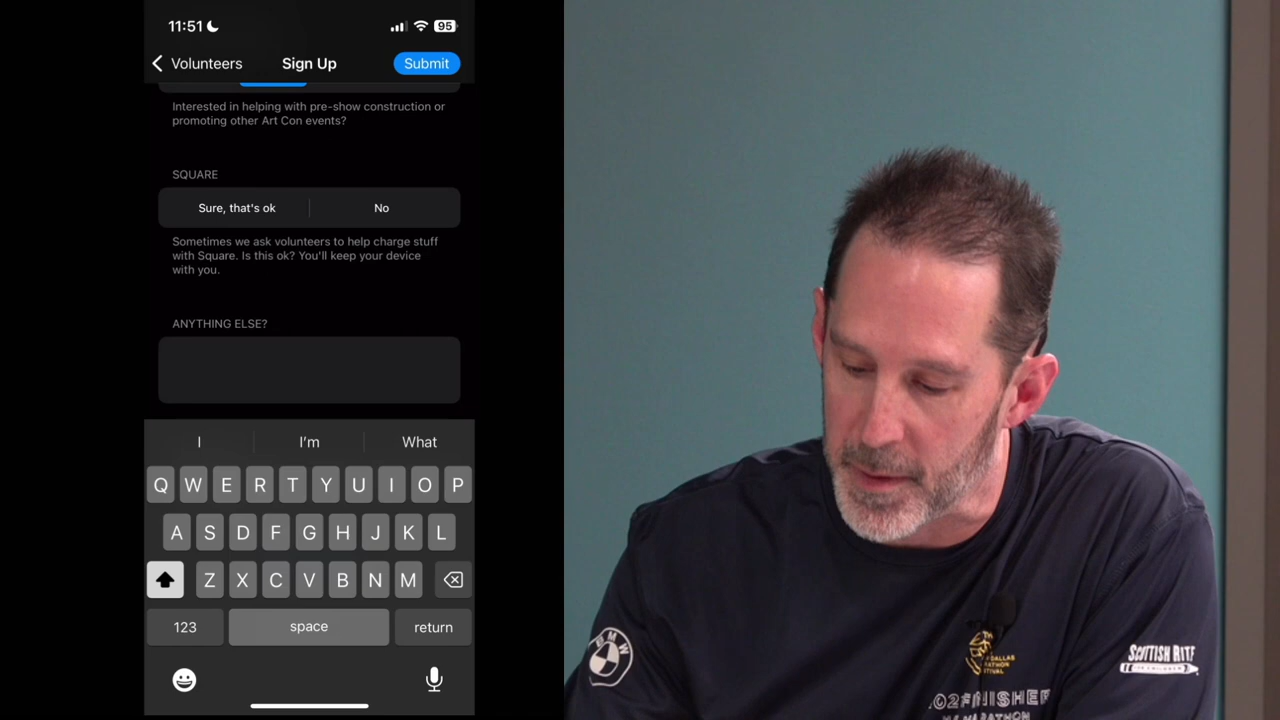 11:51
95
Volunteers
Sign Up
Submit
Interested in helping with pre-show construction or
promoting other Art Con events?
SQUARE
Sure, that's ok
No
Sometimes we ask volunteers to help charge stuff
with Square. Is this ok? You'll keep your device
with you.
ANYTHING ELSE?
I
I'm
What
Q W E R T Y U I O P
A S D F G H J K L
Z X C V B N M
123
space
return
BMW
DALLAS
SCOTTISH RITE
FINISHER